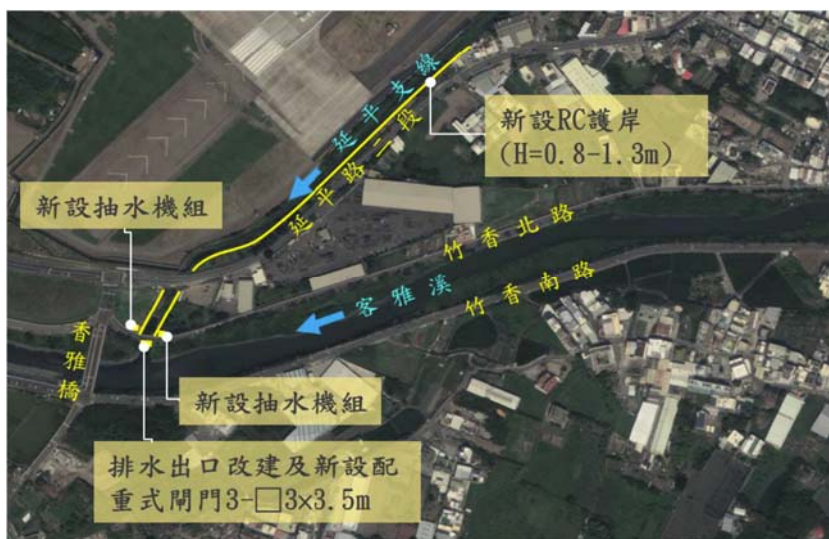 延平支線
延平路二段
新設RC護岸
(H=0.8-1.3m)
新設抽水機組
竹香北路
客雅溪
竹香南路
香雅橋
新設抽水機組
排水出口改建及新設配
重式閘門3-□3×3.5m